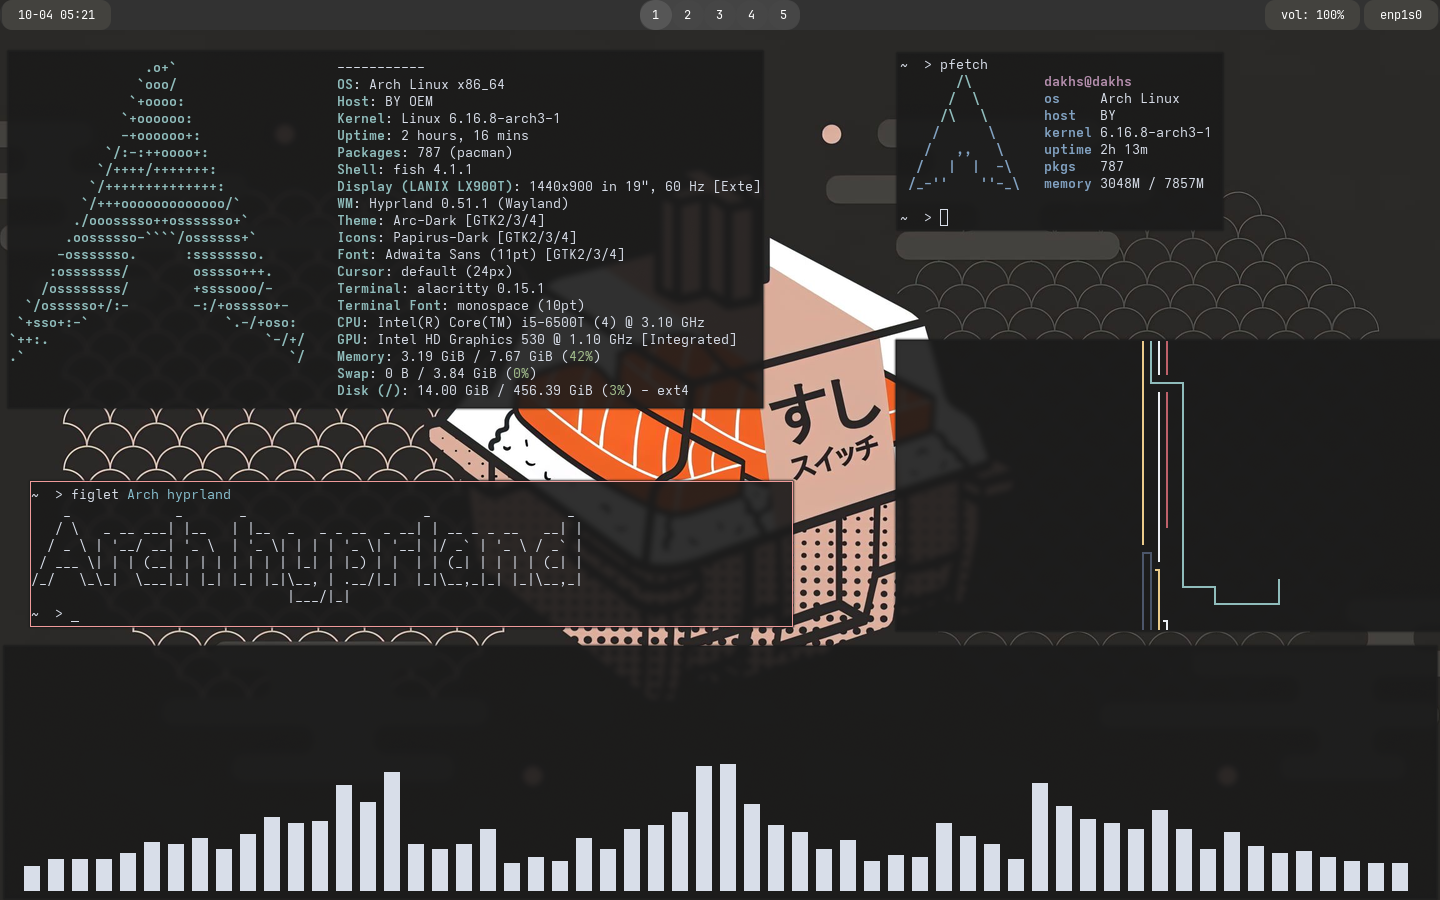 10-04 05:21
1 2 3 4 5
vol: 100%
enp1s0
-----------
OS: Arch Linux x86_64
Host: BY OEM
Kernel: Linux 6.16.8-arch3-1
Uptime: 2 hours, 16 mins
Packages: 787 (pacman)
Shell: fish 4.1.1
Display (LANIX LX900T): 1440x900 in 19", 60 Hz [Exte]
WM: Hyprland 0.51.1 (Wayland)
Theme: Arc-Dark [GTK2/3/4]
Icons: Papirus-Dark [GTK2/3/4]
Font: Adwaita Sans (11pt) [GTK2/3/4]
Cursor: default (24px)
Terminal: alacritty 0.15.1
Terminal Font: monospace (10pt)
CPU: Intel(R) Core(TM) i5-6500T (4) @ 3.10 GHz
GPU: Intel HD Graphics 530 @ 1.10 GHz [Integrated]
Memory: 3.19 GiB / 7.67 GiB (42%)
Swap: 0 B / 3.84 GiB (0%)
Disk (/): 14.00 GiB / 456.39 GiB (3%) - ext4
~ > pfetch
dakhs@dakhs
os Arch Linux
host BY
kernel 6.16.8-arch3-1
uptime 2h 13m
pkgs 787
memory 3048M / 7857M
~ >
すし
スイッチ
~ > figlet Arch hyprland
Arch hyprland
~ > _